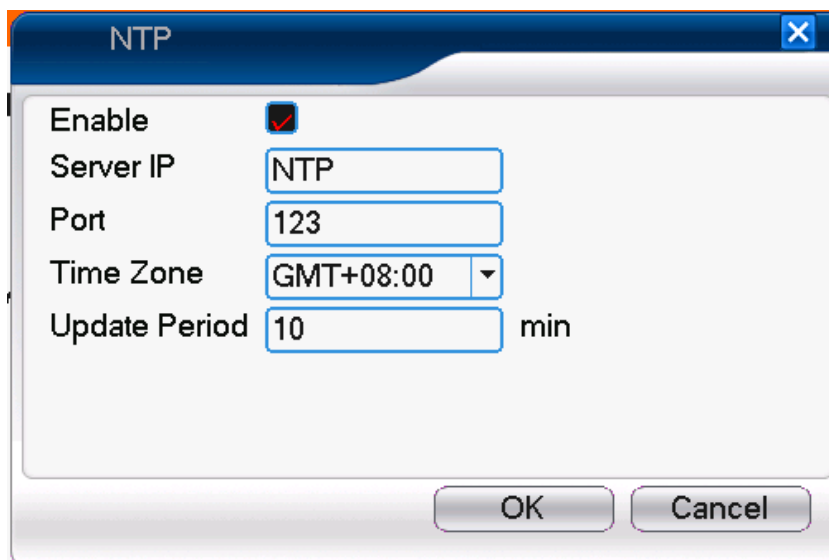 NTP
Enable
Server IP NTP
Port 123
Time Zone GMT+08:00
Update Period 10 min
OK Cancel